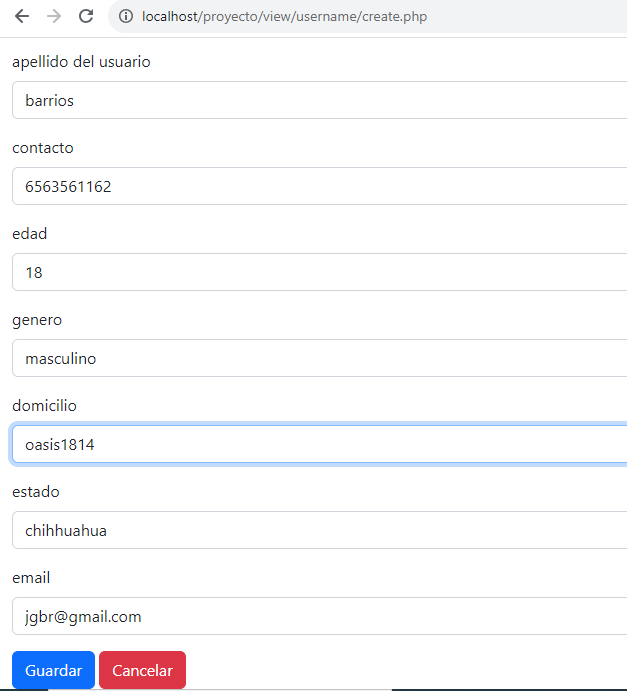 localhost/proyecto/view/username/create.php
apellido del usuario
barrios
contacto
6563561162
edad
18
genero
masculino
domicilio
oasis1814
estado
chihhuahua
email
jgbr@gmail.com
Guardar Cancelar